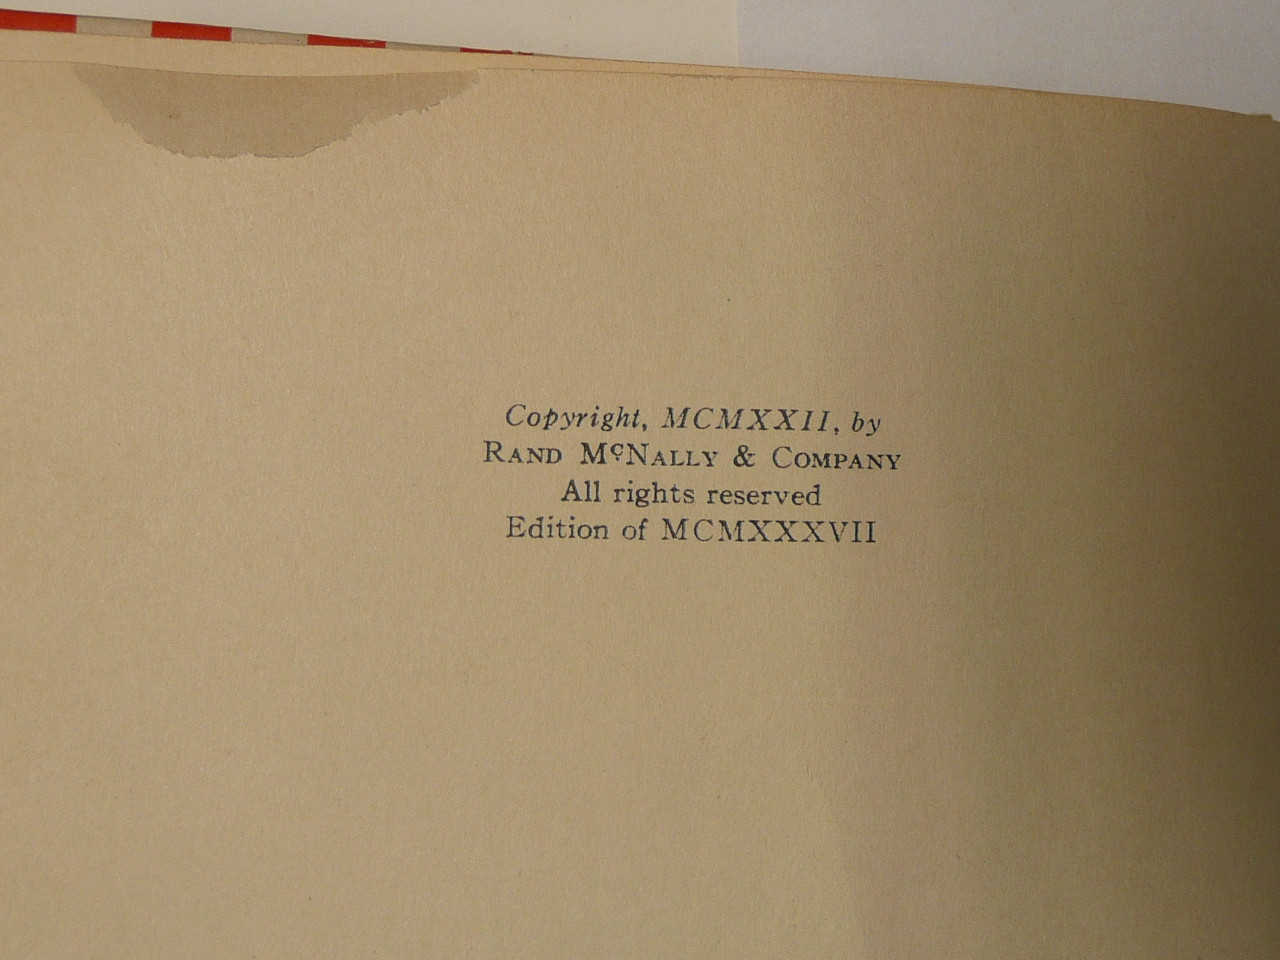 Copyright, MCMXXII, by
RAND McNALLY & COMPANY
All rights reserved
Edition of MCMXXXVII